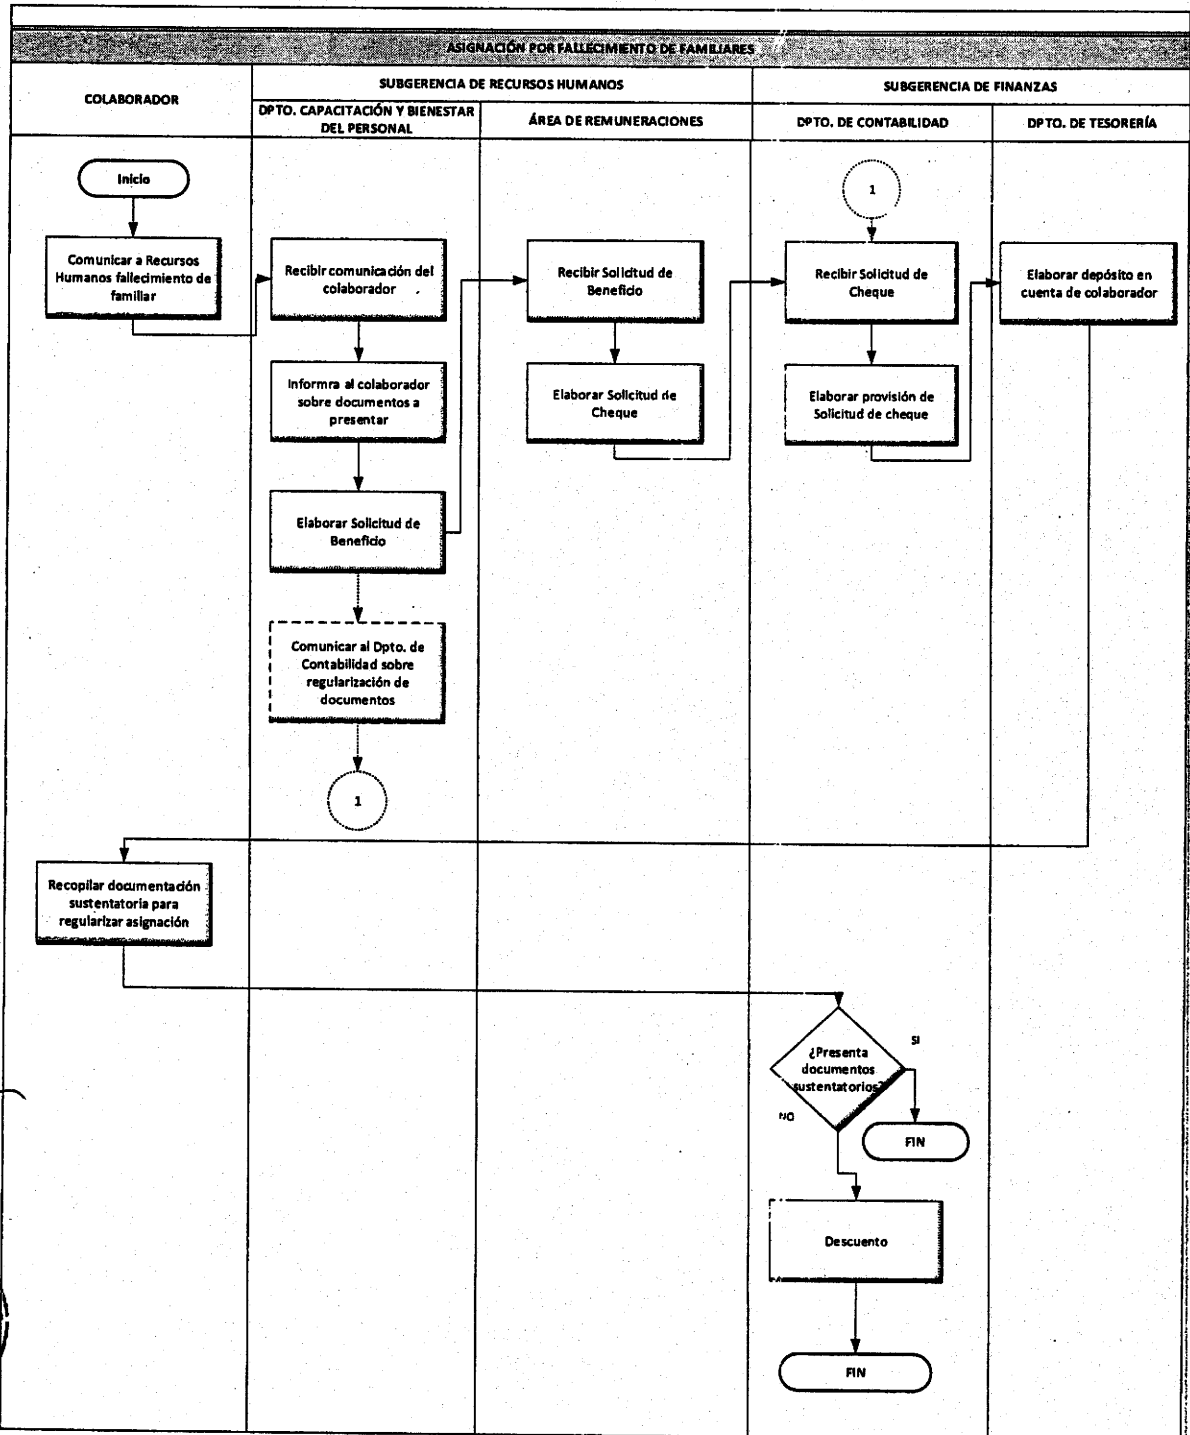 ASIGNACIÓN POR FALLECIMIENTO DE FAMILIARES
COLABORADOR
SUBGERENCIA DE RECURSOS HUMANOS
SUBGERENCIA DE FINANZAS
DPTO. CAPACITACIÓN Y BIENESTAR
DEL PERSONAL
ÁREA DE REMUNERACIONES
DPTO. DE CONTABILIDAD
DPTO. DE TESORERÍA
Inicio
1
Comunicar a Recursos
Humanos fallecimiento de
familiar
Recibir comunicación del
colaborador
Recibir Solicitud de
Beneficio
Recibir Solicitud de
Cheque
Elaborar depósito en
cuenta de colaborador
Informra al colaborador
sobre documentos a
presentar
Elaborar Solicitud de
Cheque
Elaborar provisión de
Solicitud de cheque
Elaborar Solicitud de
Beneficio
Comunicar al Dpto. de
Contabilidad sobre
regularización de
documentos
1
Recopilar documentación
sustentatoria para
regularizar asignación
¿Presenta
documentos
sustentatorios?
SI
NO
FIN
Descuento
FIN